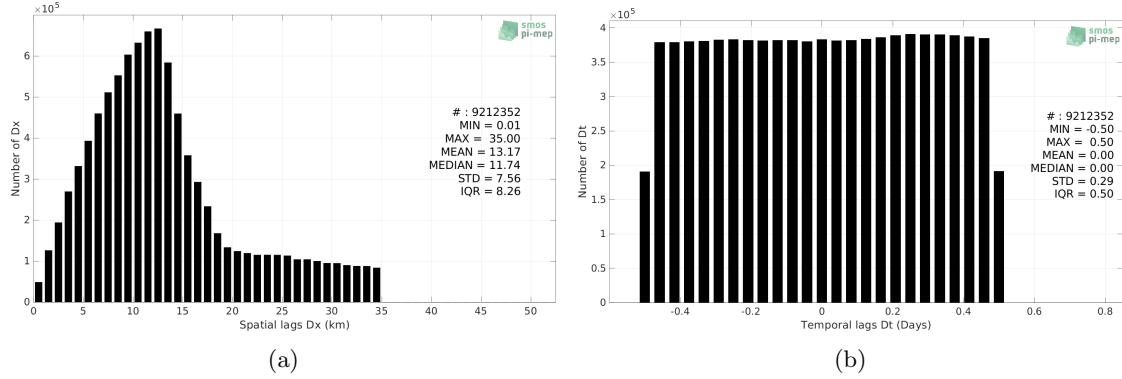 ×10⁵
6
5
4
3
2
1
0
Number of Dx
0 5 10 15 20 25 30 35 40 45 50
Spatial lags Dx (km)
smos
pi-mep
# : 9212352
MIN = 0.01
MAX = 35.00
MEAN = 13.17
MEDIAN = 11.74
STD = 7.56
IQR = 8.26
(a)
×10⁵
4
3.5
3
2.5
2
1.5
1
0.5
0
Number of Dt
-0.4 -0.2 0 0.2 0.4 0.6 0.8
Temporal lags Dt (Days)
smos
pi-mep
# : 9212352
MIN = -0.50
MAX = 0.50
MEAN = 0.00
MEDIAN = 0.00
STD = 0.29
IQR = 0.50
(b)